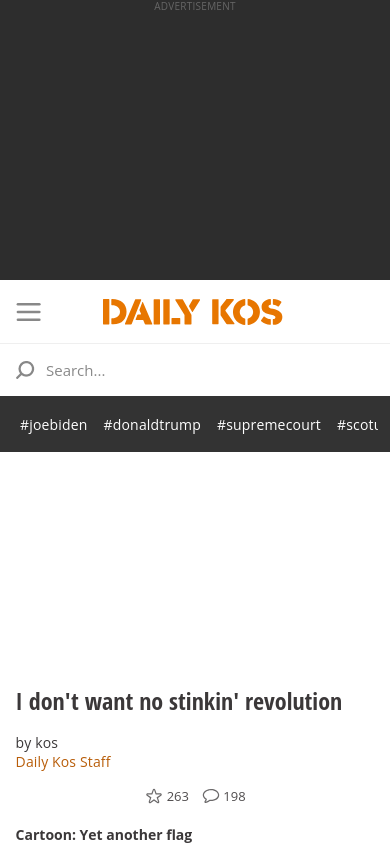 ADVERTISEMENT
DAILY KOS
Search...
#joebiden #donaldtrump #supremecourt
I don't want no stinkin' revolution
by kos
Daily Kos Staff
263 198
Cartoon: Yet another flag